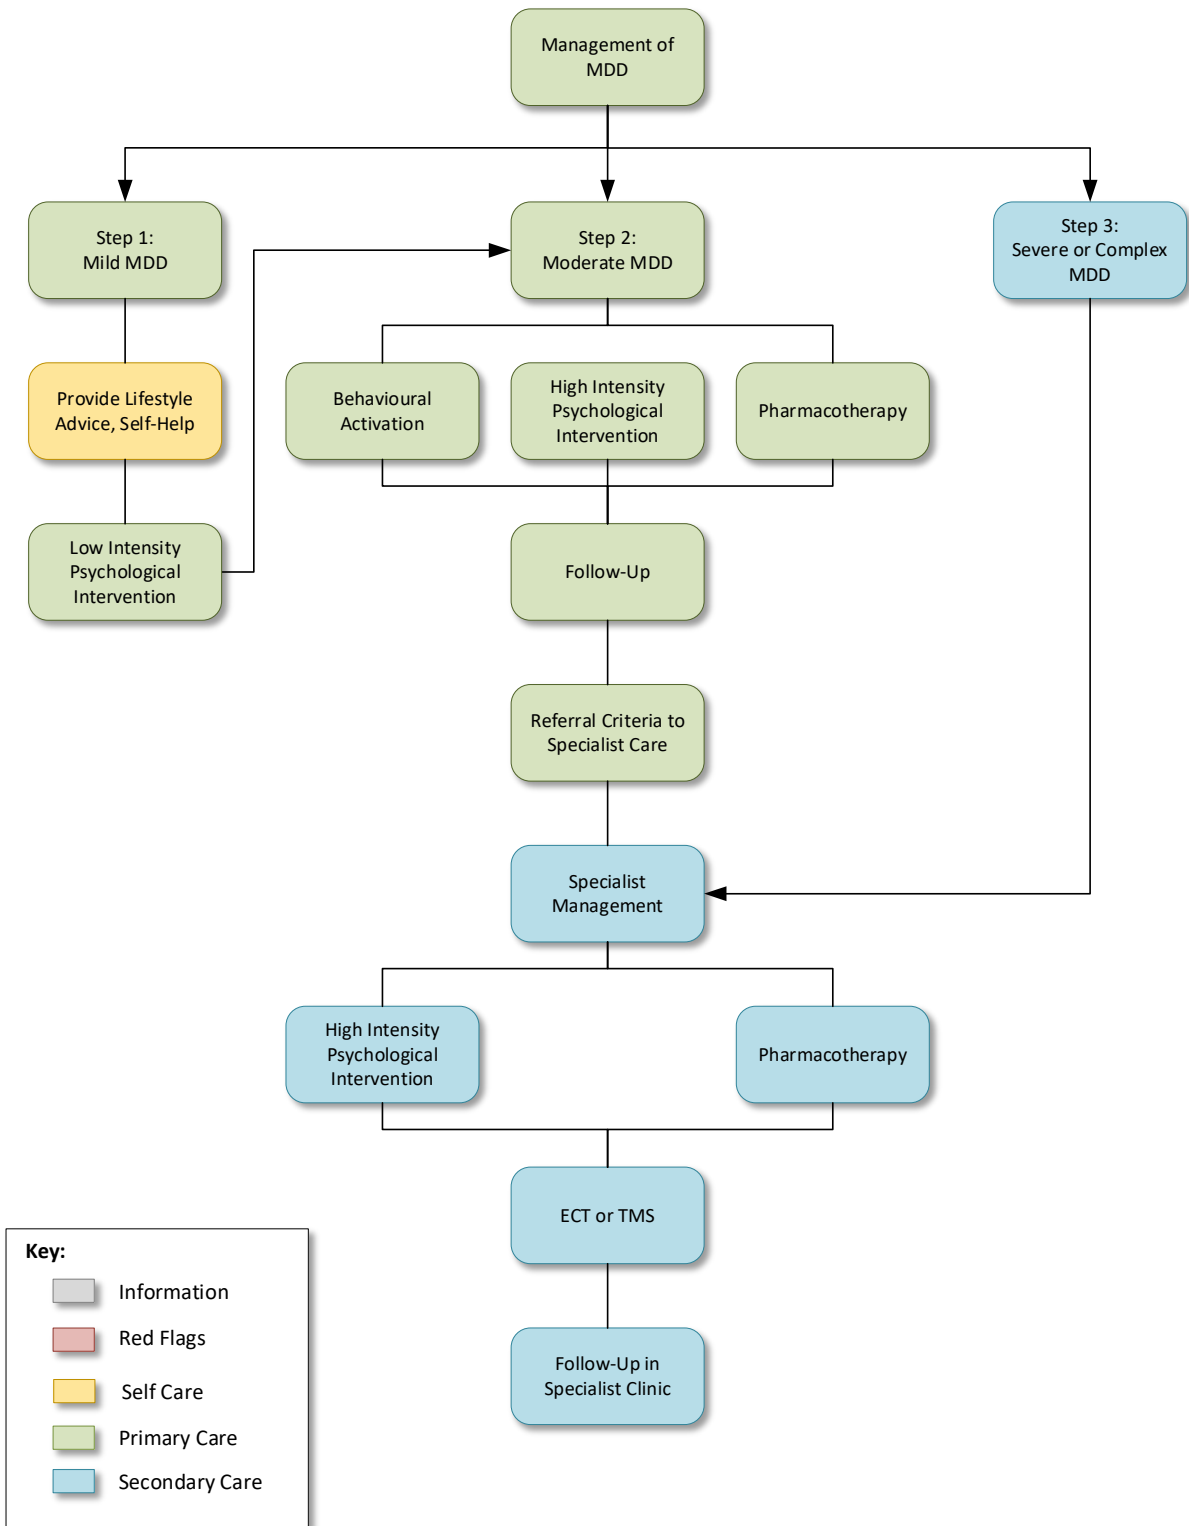 Management of
MDD
Step 1:
Mild MDD
Step 2:
Moderate MDD
Step 3:
Severe or Complex
MDD
Provide Lifestyle
Advice, Self-Help
Behavioural
Activation
High Intensity
Psychological
Intervention
Pharmacotherapy
Low Intensity
Psychological
Intervention
Follow-Up
Referral Criteria to
Specialist Care
Specialist
Management
High Intensity
Psychological
Intervention
Pharmacotherapy
ECT or TMS
Follow-Up in
Specialist Clinic
Key:
Information
Red Flags
Self Care
Primary Care
Secondary Care